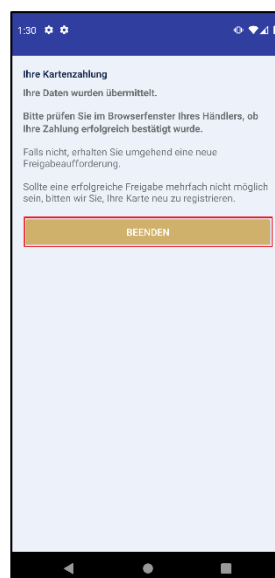 1:30
Ihre Kartenzahlung
Ihre Daten wurden übermittelt.
Bitte prüfen Sie im Browserfenster Ihres Händlers, ob
Ihre Zahlung erfolgreich bestätigt wurde.
Falls nicht, erhalten Sie umgehend eine neue
Freigabeaufforderung.
Sollte eine erfolgreiche Freigabe mehrfach nicht möglich
sein, bitten wir Sie, Ihre Karte neu zu registrieren.
BEENDEN